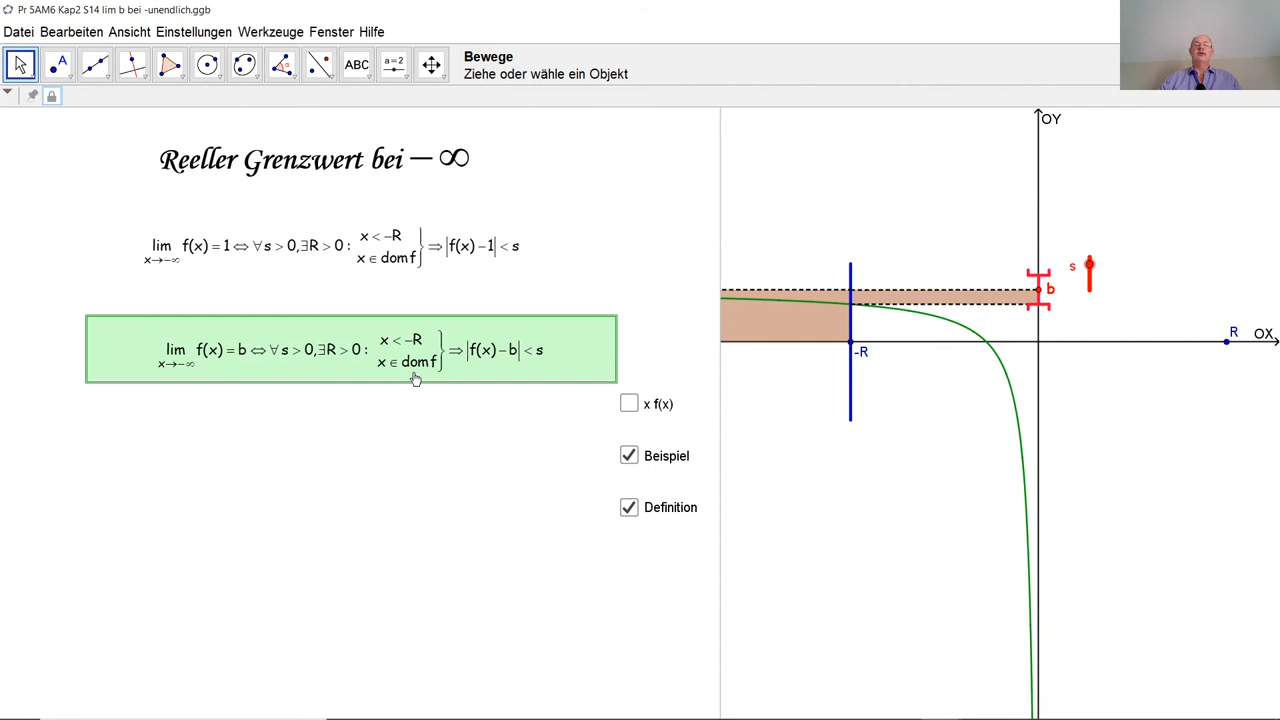 Pr 5AM6 Kap2 S14 lim b bei -unendlich.ggb
Datei Bearbeiten Ansicht Einstellungen Werkzeuge Fenster Hilfe
A
ABC
a=2
Bewege
Ziehe oder wähle ein Objekt
Reeller Grenzwert bei − ∞
lim x→−∞ f(x) = 1 ⇔ ∀ s > 0, ∃R > 0 : x < −R x ∈ dom f } ⇒ |f(x) − 1| < s
lim x→−∞ f(x) = b ⇔ ∀ s > 0, ∃R > 0 : x < −R x ∈ dom f } ⇒ |f(x) − b| < s
x f(x)
Beispiel
Definition
OY
s
b
R
OX
-R